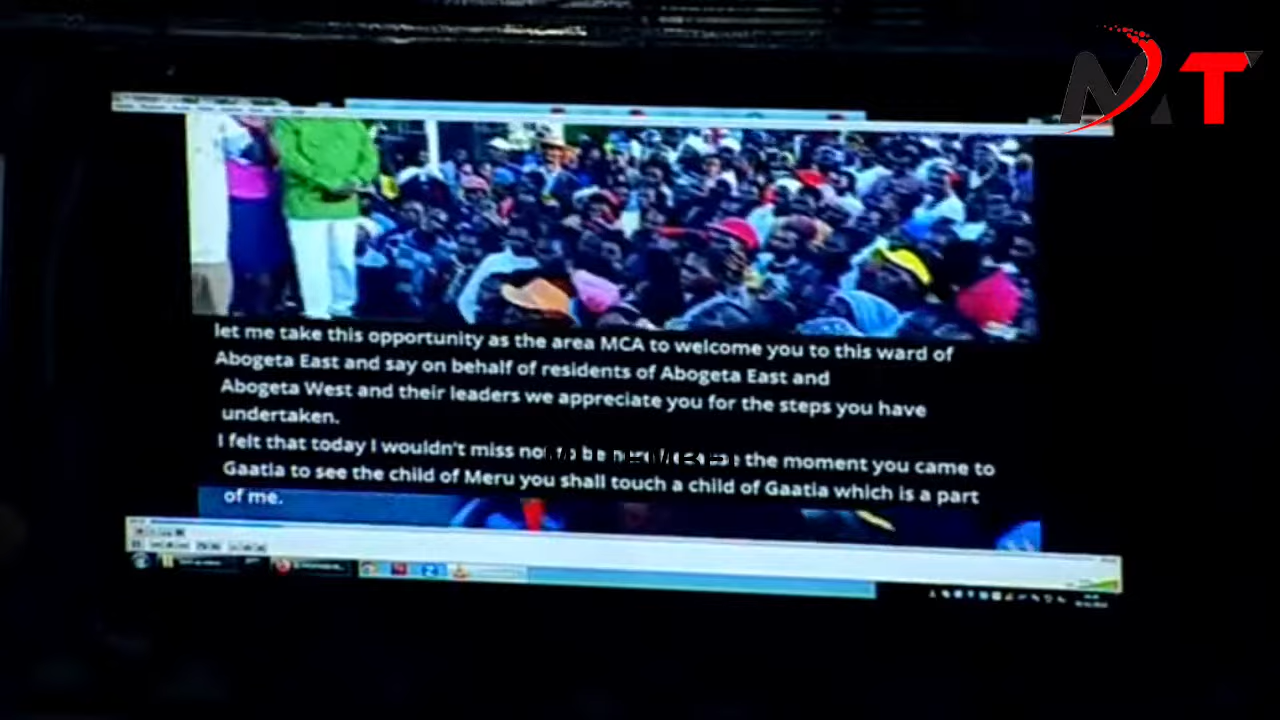 MT
let me take this opportunity as the area MCA to welcome you to this ward of
Abogeta East and say on behalf of residents of Abogeta East and
Abogeta West and their leaders we appreciate you for the steps you have
undertaken.
I felt that today I wouldn't miss the moment you came to
Gaatia to see the child of Meru you shall touch a child of Gaatia which is a part
of me.